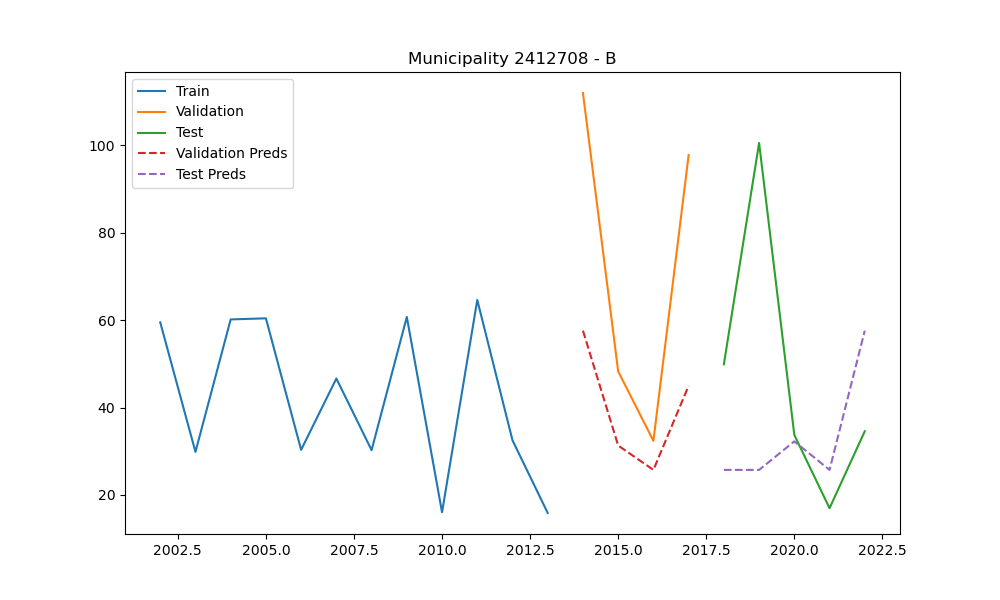 Municipality 2412708 - B
Train
Validation
Test
Validation Preds
Test Preds
100
80
60
40
20
2002.5 2005.0 2007.5 2010.0 2012.5 2015.0 2017.5 2020.0 2022.5